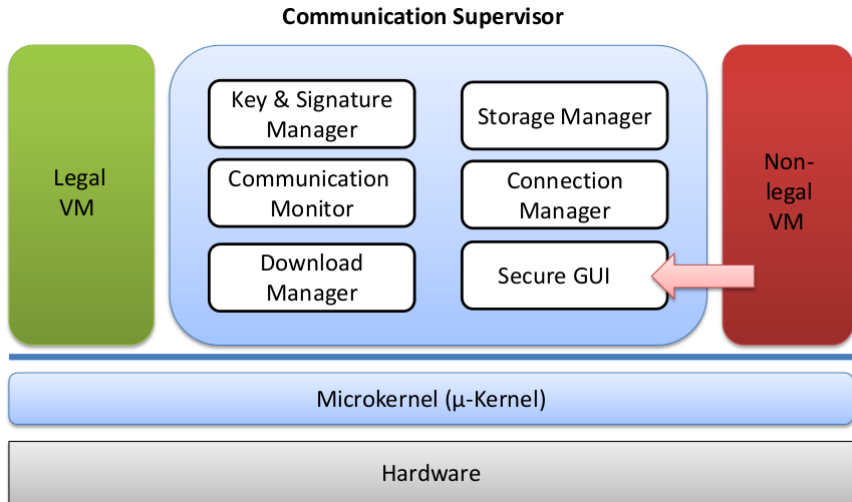 Communication Supervisor
Legal
VM
Key & Signature
Manager
Storage Manager
Communication
Monitor
Connection
Manager
Download
Manager
Secure GUI
Non-
legal
VM
Microkernel (µ-Kernel)
Hardware